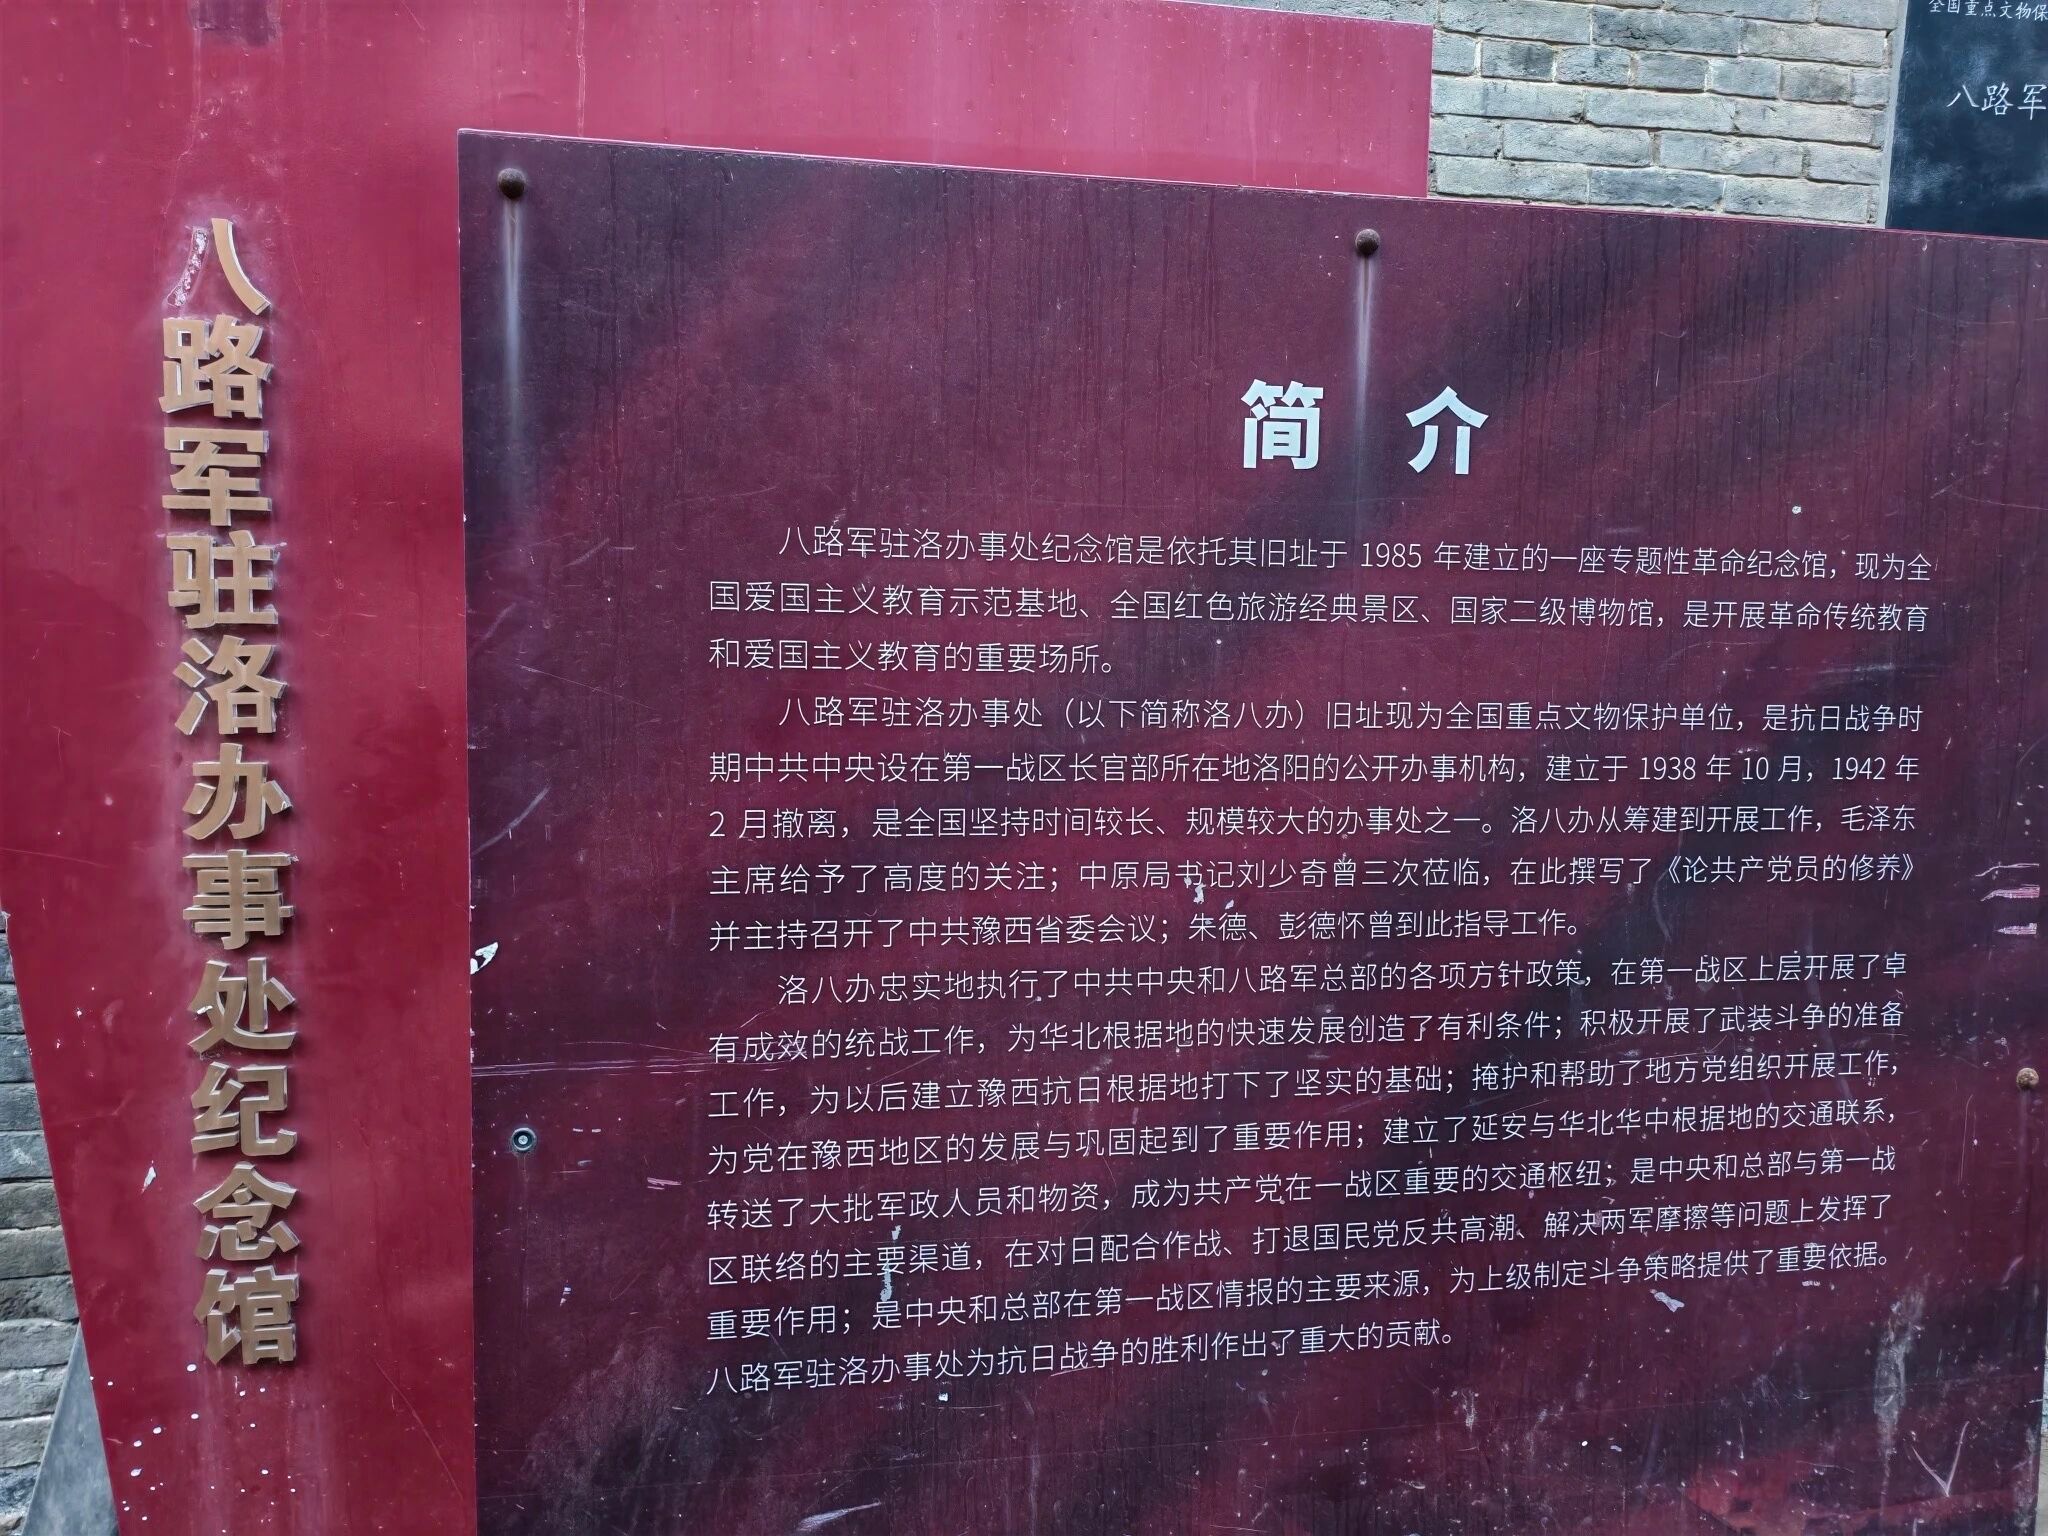 八路军驻洛办事处纪念馆
全国重点文物保
八路军
简 介
八路军驻洛办事处纪念馆是依托其旧址于 1985 年建立的一座专题性革命纪念馆，现为全
国爱国主义教育示范基地、全国红色旅游经典景区、国家二级博物馆，是开展革命传统教育
和爱国主义教育的重要场所。
八路军驻洛办事处（以下简称洛八办）旧址现为全国重点文物保护单位，是抗日战争时
期中共中央设在第一战区长官部所在地洛阳的公开办事机构，建立于 1938 年 10 月，1942 年
2 月撤离，是全国坚持时间较长、规模较大的办事处之一。洛八办从筹建到开展工作，毛泽东
主席给予了高度的关注；中原局书记刘少奇曾三次莅临，在此撰写了《论共产党员的修养》
并主持召开了中共豫西省委会议；朱德、彭德怀曾到此指导工作。
洛八办忠实地执行了中共中央和八路军总部的各项方针政策，在第一战区上层开展了卓
有成效的统战工作，为华北根据地的快速发展创造了有利条件；积极开展了武装斗争的准备
工作，为以后建立豫西抗日根据地打下了坚实的基础；掩护和帮助了地方党组织开展工作，
为党在豫西地区的发展与巩固起到了重要作用；建立了延安与华北华中根据地的交通联系，
转送了大批军政人员和物资，成为共产党在一战区重要的交通枢纽；是中央和总部与第一战
区联络的主要渠道，在对日配合作战、打退国民党反共高潮、解决两军摩擦等问题上发挥了
重要作用；是中央和总部在第一战区情报的主要来源，为上级制定斗争策略提供了重要依据。
八路军驻洛办事处为抗日战争的胜利作出了重大的贡献。